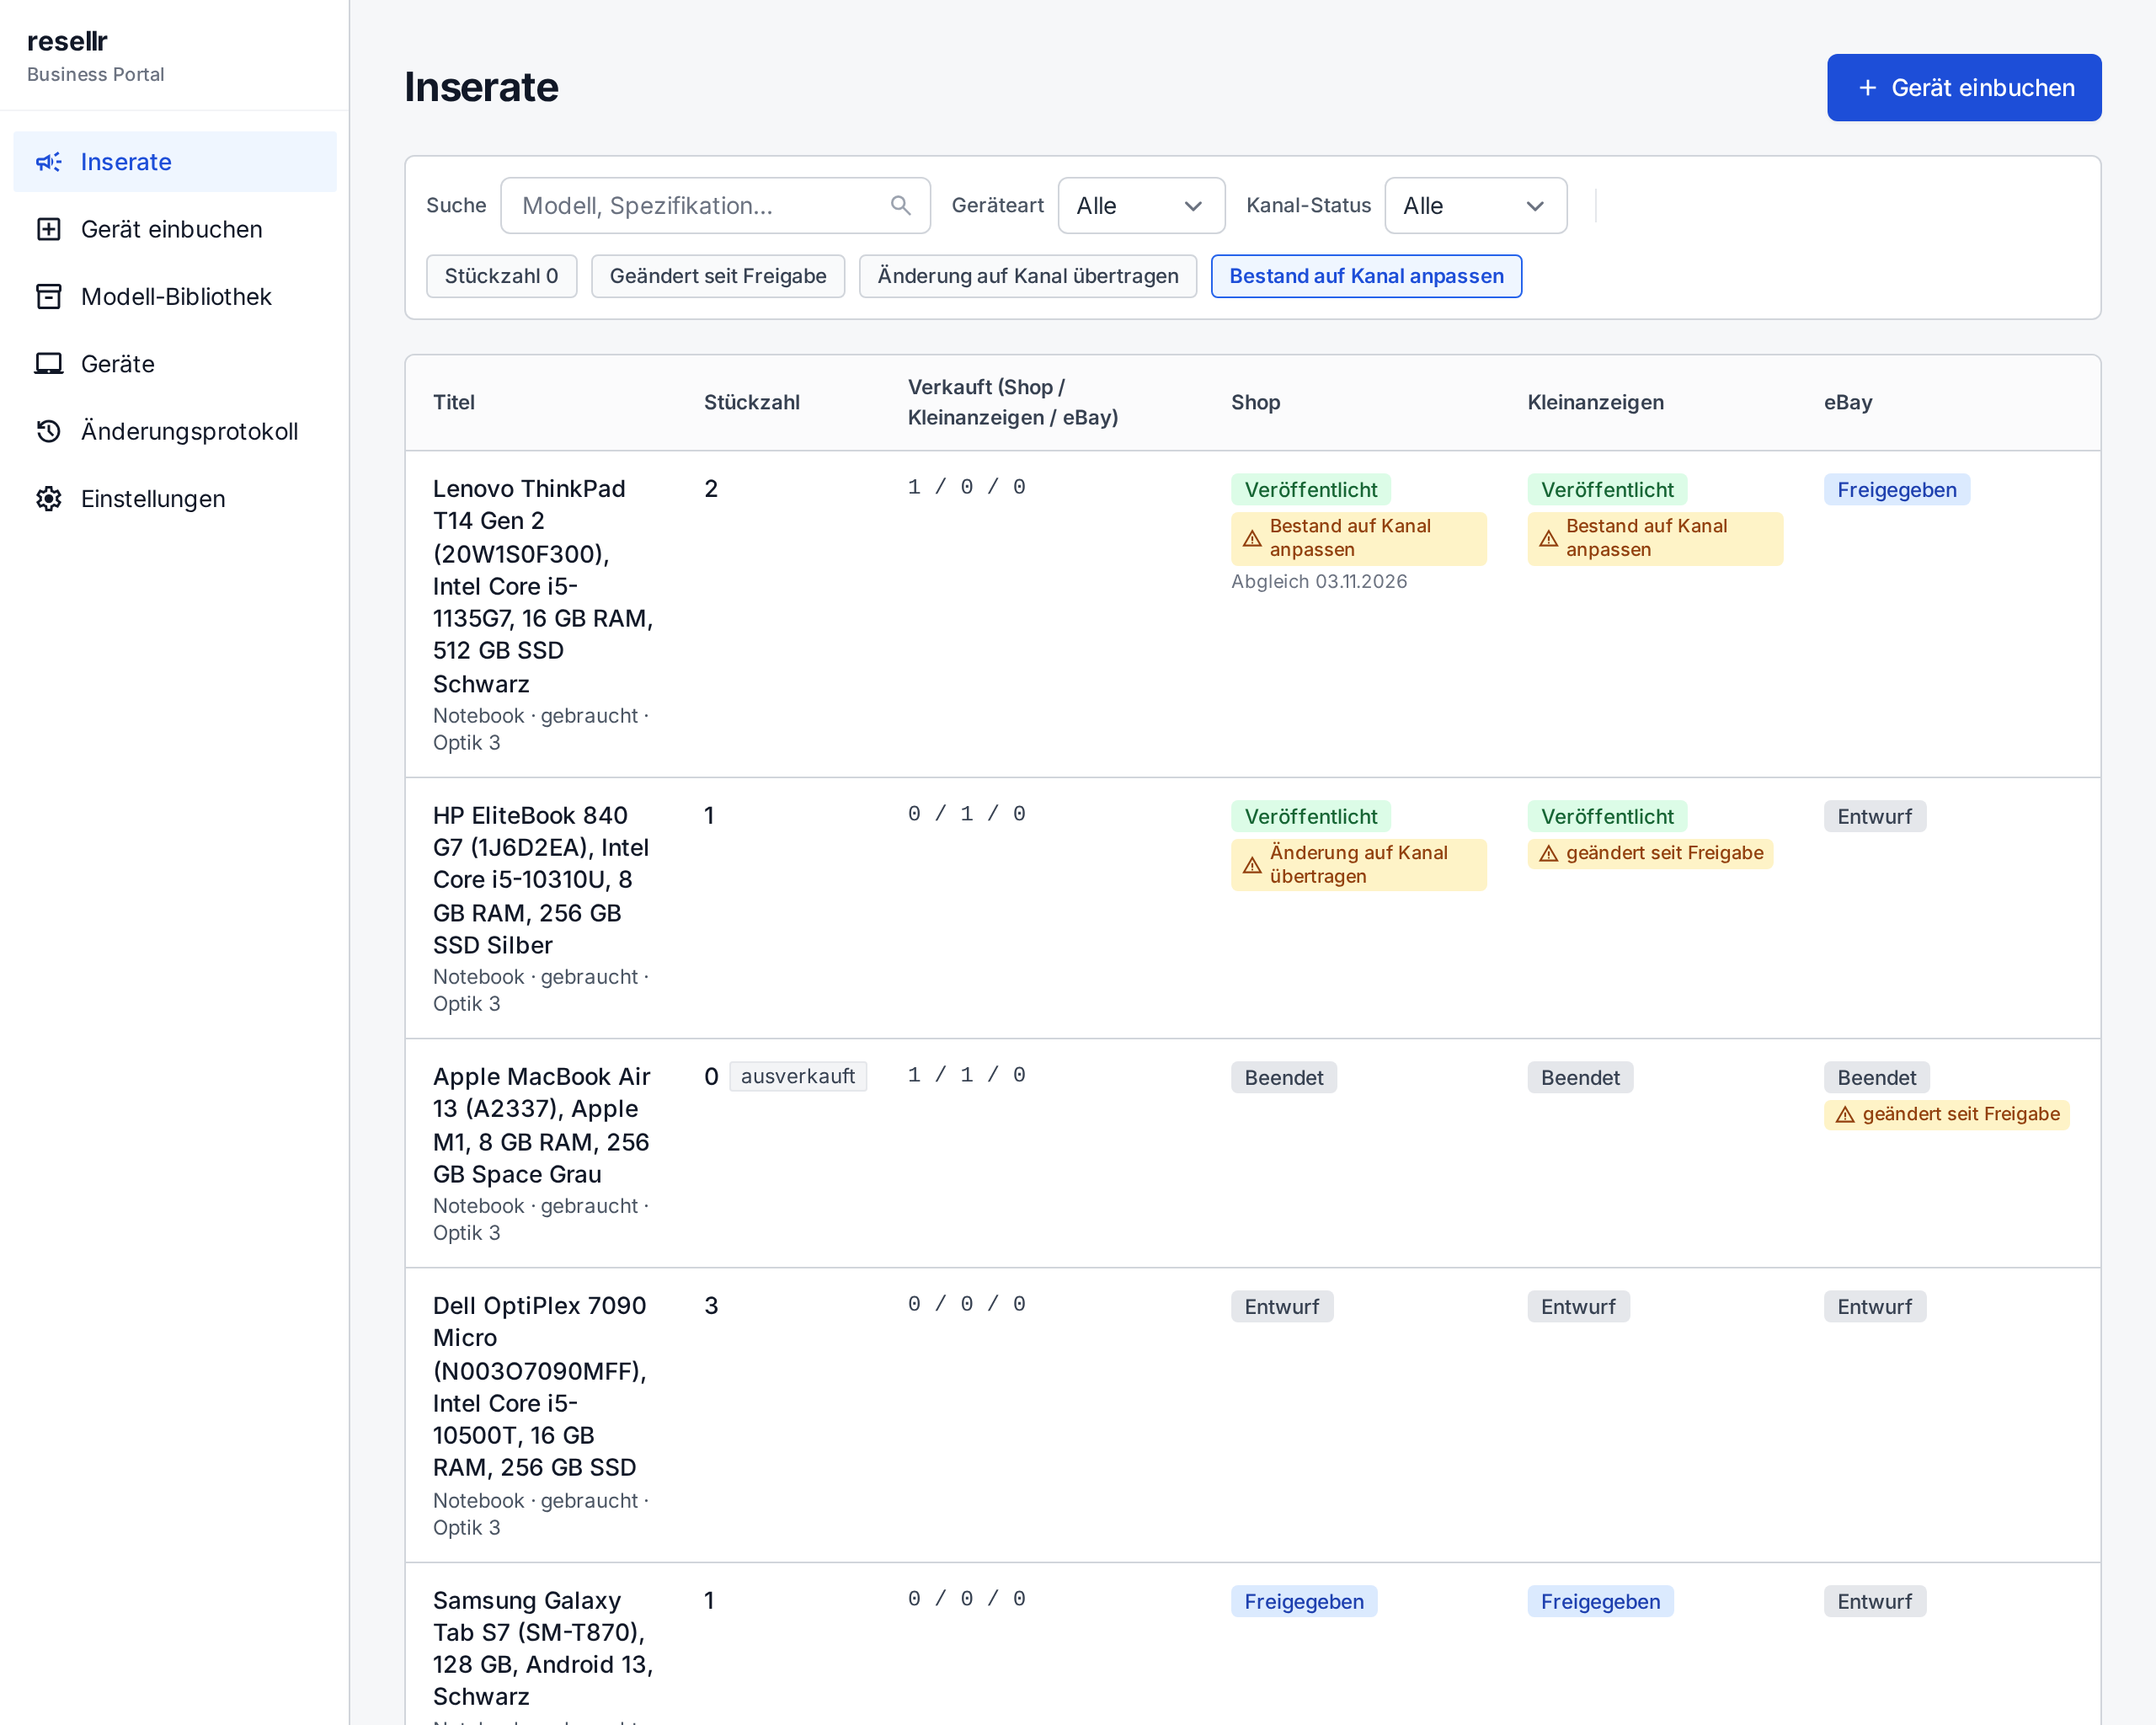 resellr
Business Portal
Inserate
Gerät einbuchen
Modell-Bibliothek
Geräte
Änderungsprotokoll
Einstellungen
Inserate
+ Gerät einbuchen
Suche Modell, Spezifikation... Geräteart Alle Kanal-Status Alle
Stückzahl 0 Geändert seit Freigabe Änderung auf Kanal übertragen Bestand auf Kanal anpassen
Titel Stückzahl Verkauft (Shop / Kleinanzeigen / eBay) Shop Kleinanzeigen eBay
Lenovo ThinkPad
T14 Gen 2
(20W1S0F300),
Intel Core i5-
1135G7, 16 GB RAM,
512 GB SSD
Schwarz
Notebook · gebraucht ·
Optik 3
2
1 / 0 / 0
Veröffentlicht
Bestand auf Kanal
anpassen
Abgleich 03.11.2026
Veröffentlicht
Bestand auf Kanal
anpassen
Freigegeben
HP EliteBook 840
G7 (1J6D2EA), Intel
Core i5-10310U, 8
GB RAM, 256 GB
SSD Silber
Notebook · gebraucht ·
Optik 3
1
0 / 1 / 0
Veröffentlicht
Änderung auf Kanal
übertragen
Veröffentlicht
geändert seit Freigabe
Entwurf
Apple MacBook Air
13 (A2337), Apple
M1, 8 GB RAM, 256
GB Space Grau
Notebook · gebraucht ·
Optik 3
0 ausverkauft
1 / 1 / 0
Beendet
Beendet
Beendet
geändert seit Freigabe
Dell OptiPlex 7090
Micro
(N003O7090MFF),
Intel Core i5-
10500T, 16 GB
RAM, 256 GB SSD
Notebook · gebraucht ·
Optik 3
3
0 / 0 / 0
Entwurf
Entwurf
Entwurf
Samsung Galaxy
Tab S7 (SM-T870),
128 GB, Android 13,
Schwarz
1
0 / 0 / 0
Freigegeben
Freigegeben
Entwurf